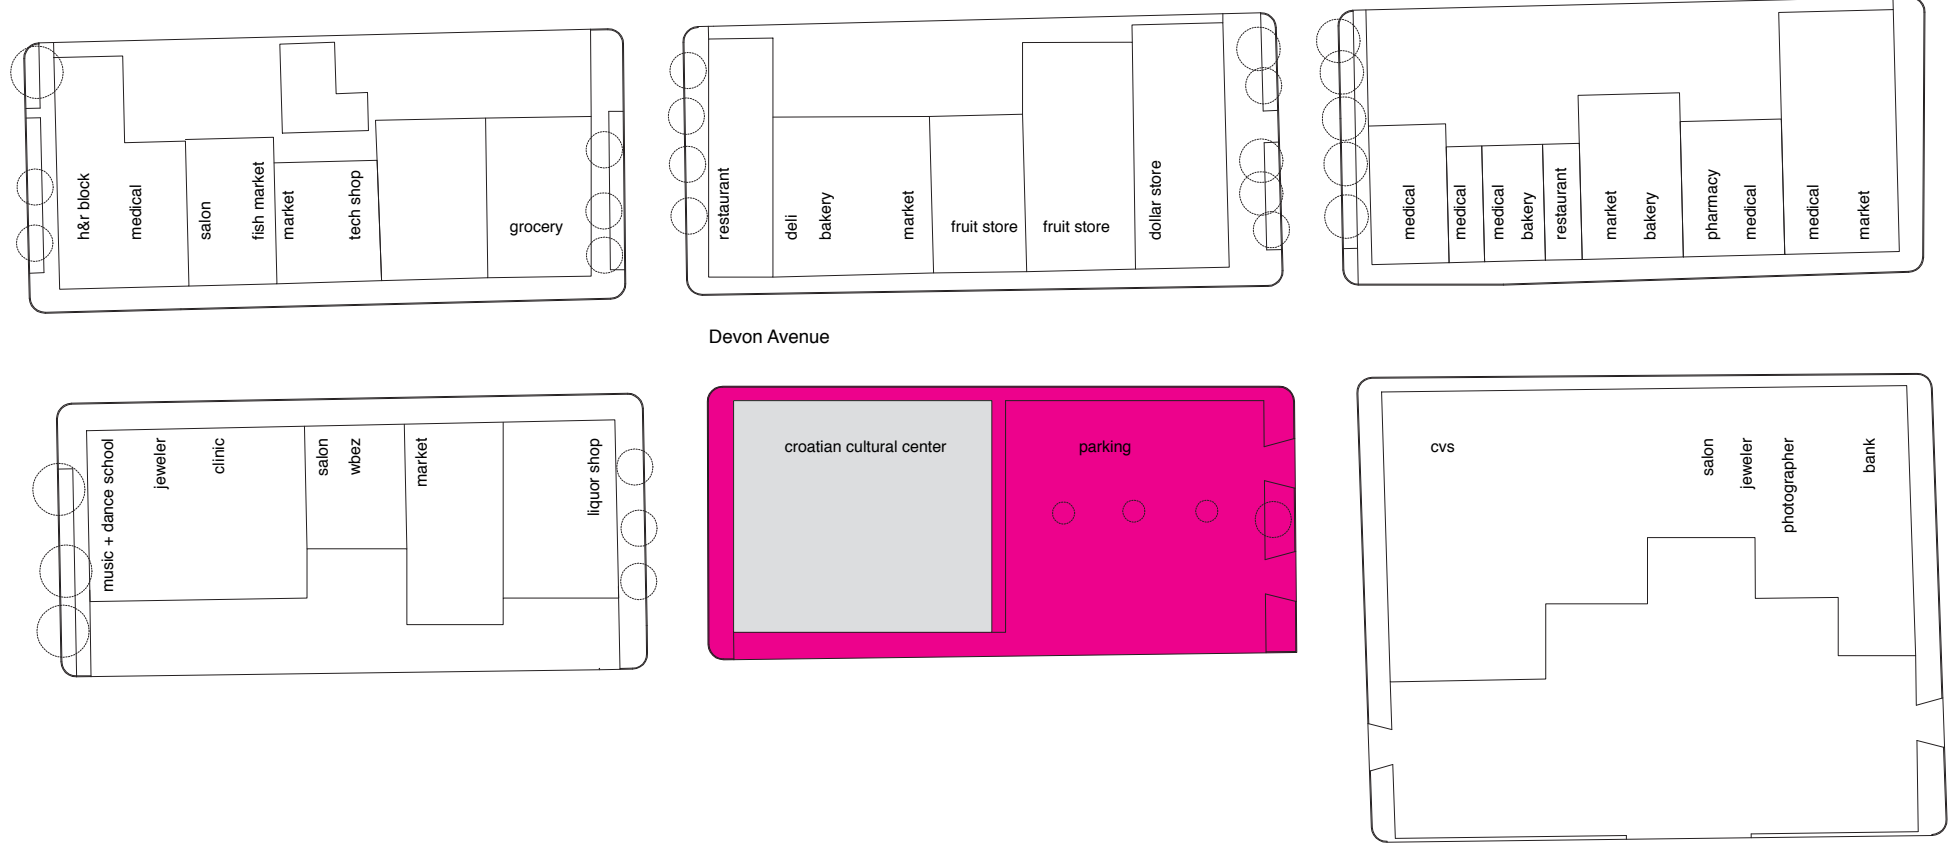 h&r block
medical
salon
fish market
market
tech shop
grocery
restaurant
deli
bakery
market
fruit store
fruit store
dollar store
medical
medical
medical
bakery
restaurant
market
bakery
pharmacy
medical
medical
market
Devon Avenue
music + dance school
jeweler
clinic
salon
wbez
market
liquor shop
croatian cultural center
parking
cvs
salon
jeweler
photographer
bank